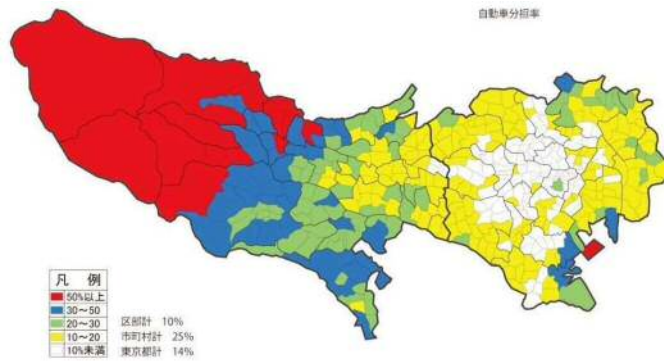 自動車分担率
凡 例
50%以上
30～50
20～30
10～20
10%未満
区部計 10%
市町村計 25%
東京都計 14%